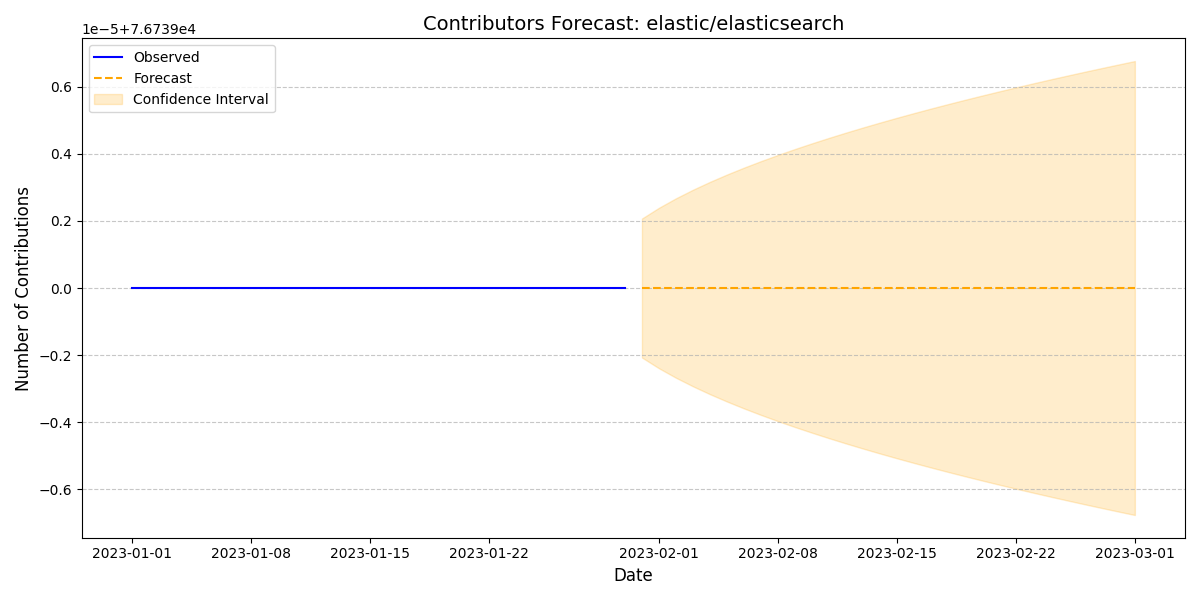 Contributors Forecast: elastic/elasticsearch
1e−5+7.6739e4
Observed
Forecast
Confidence Interval
Number of Contributions
0.6
0.4
0.2
0.0
−0.2
−0.4
−0.6
2023-01-01
2023-01-08
2023-01-15
2023-01-22
2023-02-01
2023-02-08
2023-02-15
2023-02-22
2023-03-01
Date